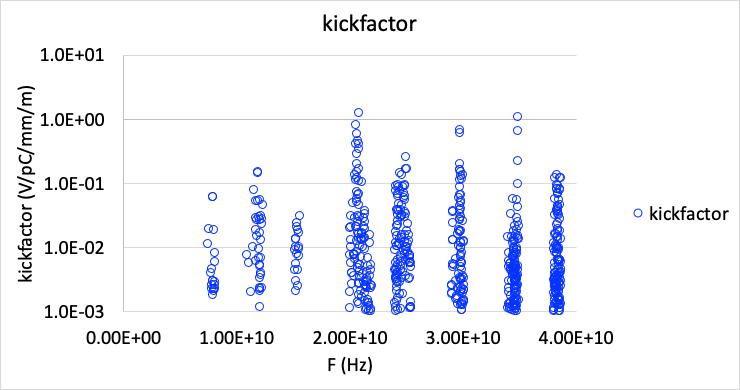 kickfactor
1.0E+01
1.0E+00
1.0E-01
1.0E-02
1.0E-03
kickfactor (V/pC/mm/m)
0.00E+00 1.00E+10 2.00E+10 3.00E+10 4.00E+10
F (Hz)
kickfactor